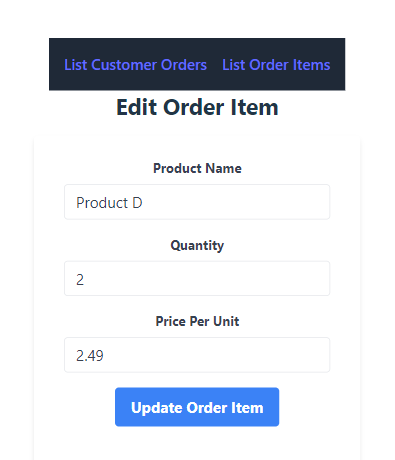 List Customer Orders List Order Items
Edit Order Item
Product Name
Product D
Quantity
2
Price Per Unit
2.49
Update Order Item